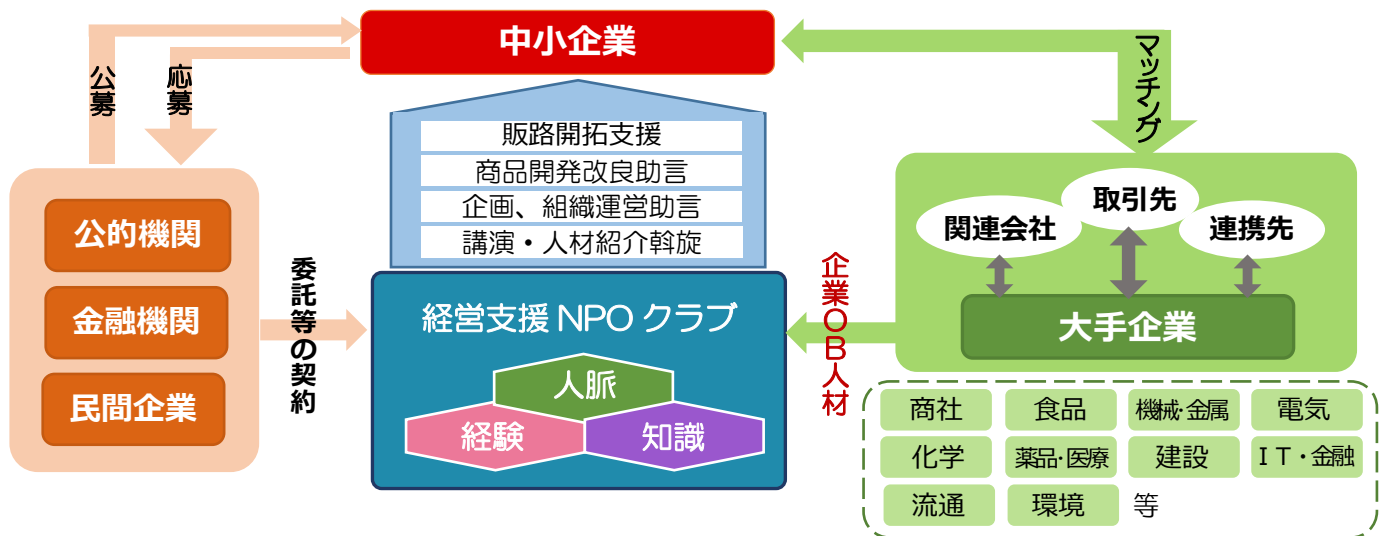 中小企業
公募
応募
マッチング
販路開拓支援
商品開発改良助言
企画、組織運営助言
講演・人材紹介斡旋
公的機関
金融機関
民間企業
委託等の契約
経営支援 NPO クラブ
人脈
経験
知識
企業OB人材
取引先
関連会社
連携先
大手企業
商社
食品
機械・金属
電気
化学
薬品・医療
建設
IT・金融
流通
環境
等